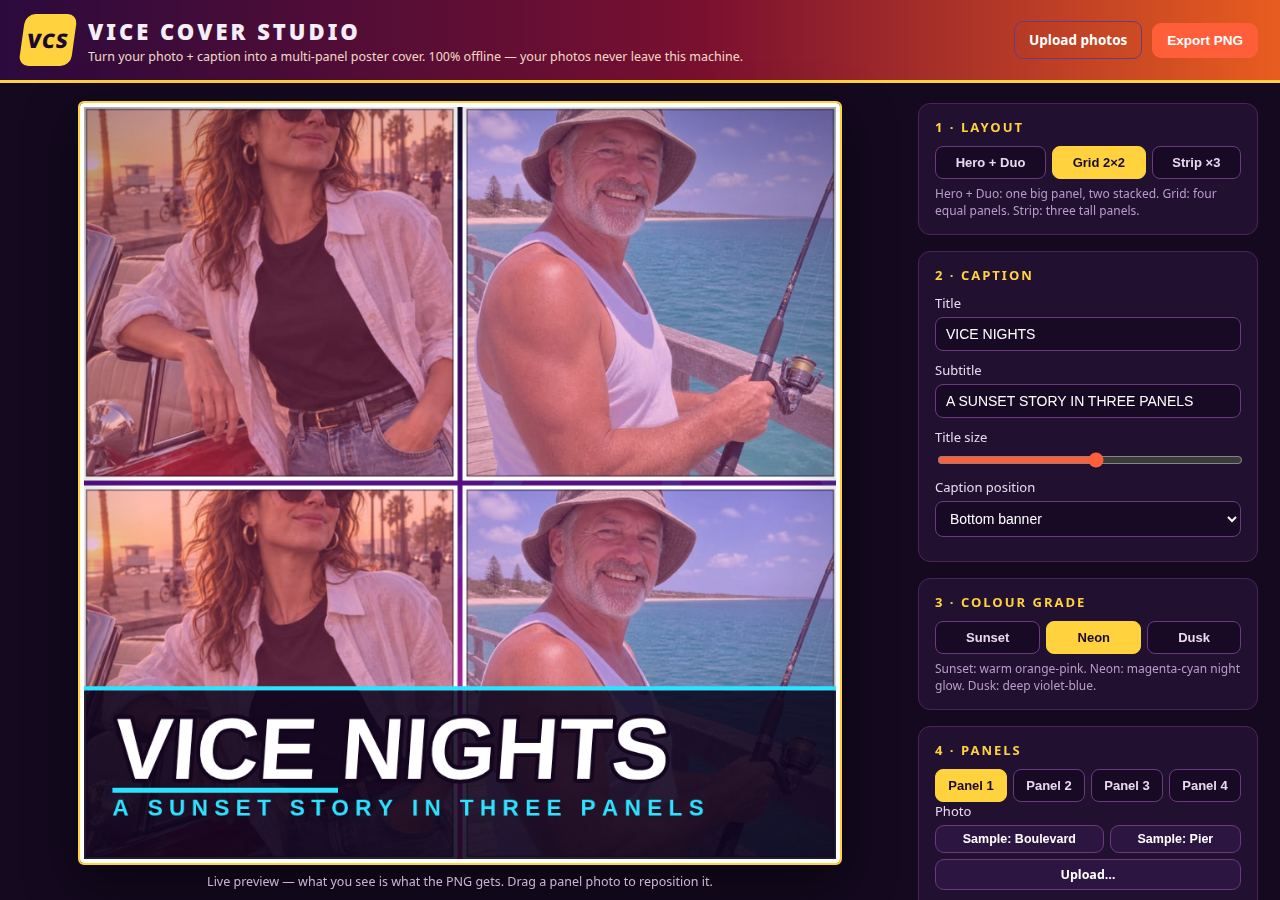 vcs
VICE COVER STUDIO
Turn your photo + caption into a multi-panel poster cover. 100% offline — your photos never leave this machine.
Upload photos
Export PNG
VICE NIGHTS
A SUNSET STORY IN THREE PANELS
Live preview — what you see is what the PNG gets. Drag a panel photo to reposition it.
1 · LAYOUT
Hero + Duo
Grid 2×2
Strip ×3
Hero + Duo: one big panel, two stacked. Grid: four
equal panels. Strip: three tall panels.
2 · CAPTION
Title
VICE NIGHTS
Subtitle
A SUNSET STORY IN THREE PANELS
Title size
Caption position
Bottom banner
3 · COLOUR GRADE
Sunset
Neon
Dusk
Sunset: warm orange-pink. Neon: magenta-cyan night
glow. Dusk: deep violet-blue.
4 · PANELS
Panel 1
Panel 2
Panel 3
Panel 4
Photo
Sample: Boulevard
Sample: Pier
Upload...